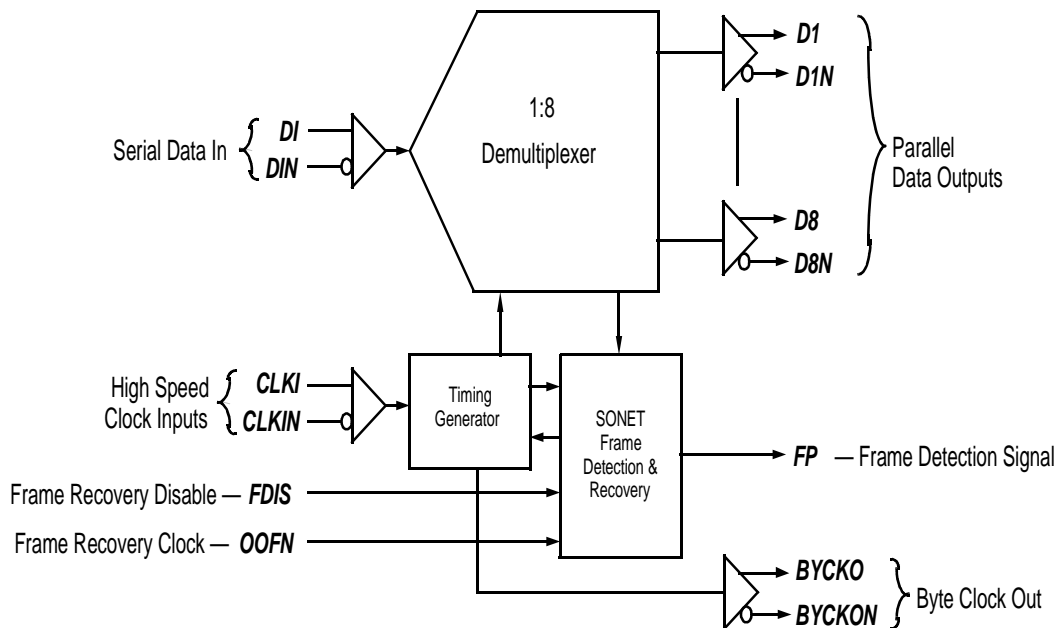 D1
D1N
1:8
Demultiplexer
Serial Data In
DI
DIN
Parallel
Data Outputs
D8
D8N
High Speed
Clock Inputs
CLKI
CLKIN
Timing
Generator
SONET
Frame
Detection &
Recovery
FP — Frame Detection Signal
Frame Recovery Disable — FDIS
Frame Recovery Clock — OOFN
BYCKO
BYCKON
Byte Clock Out